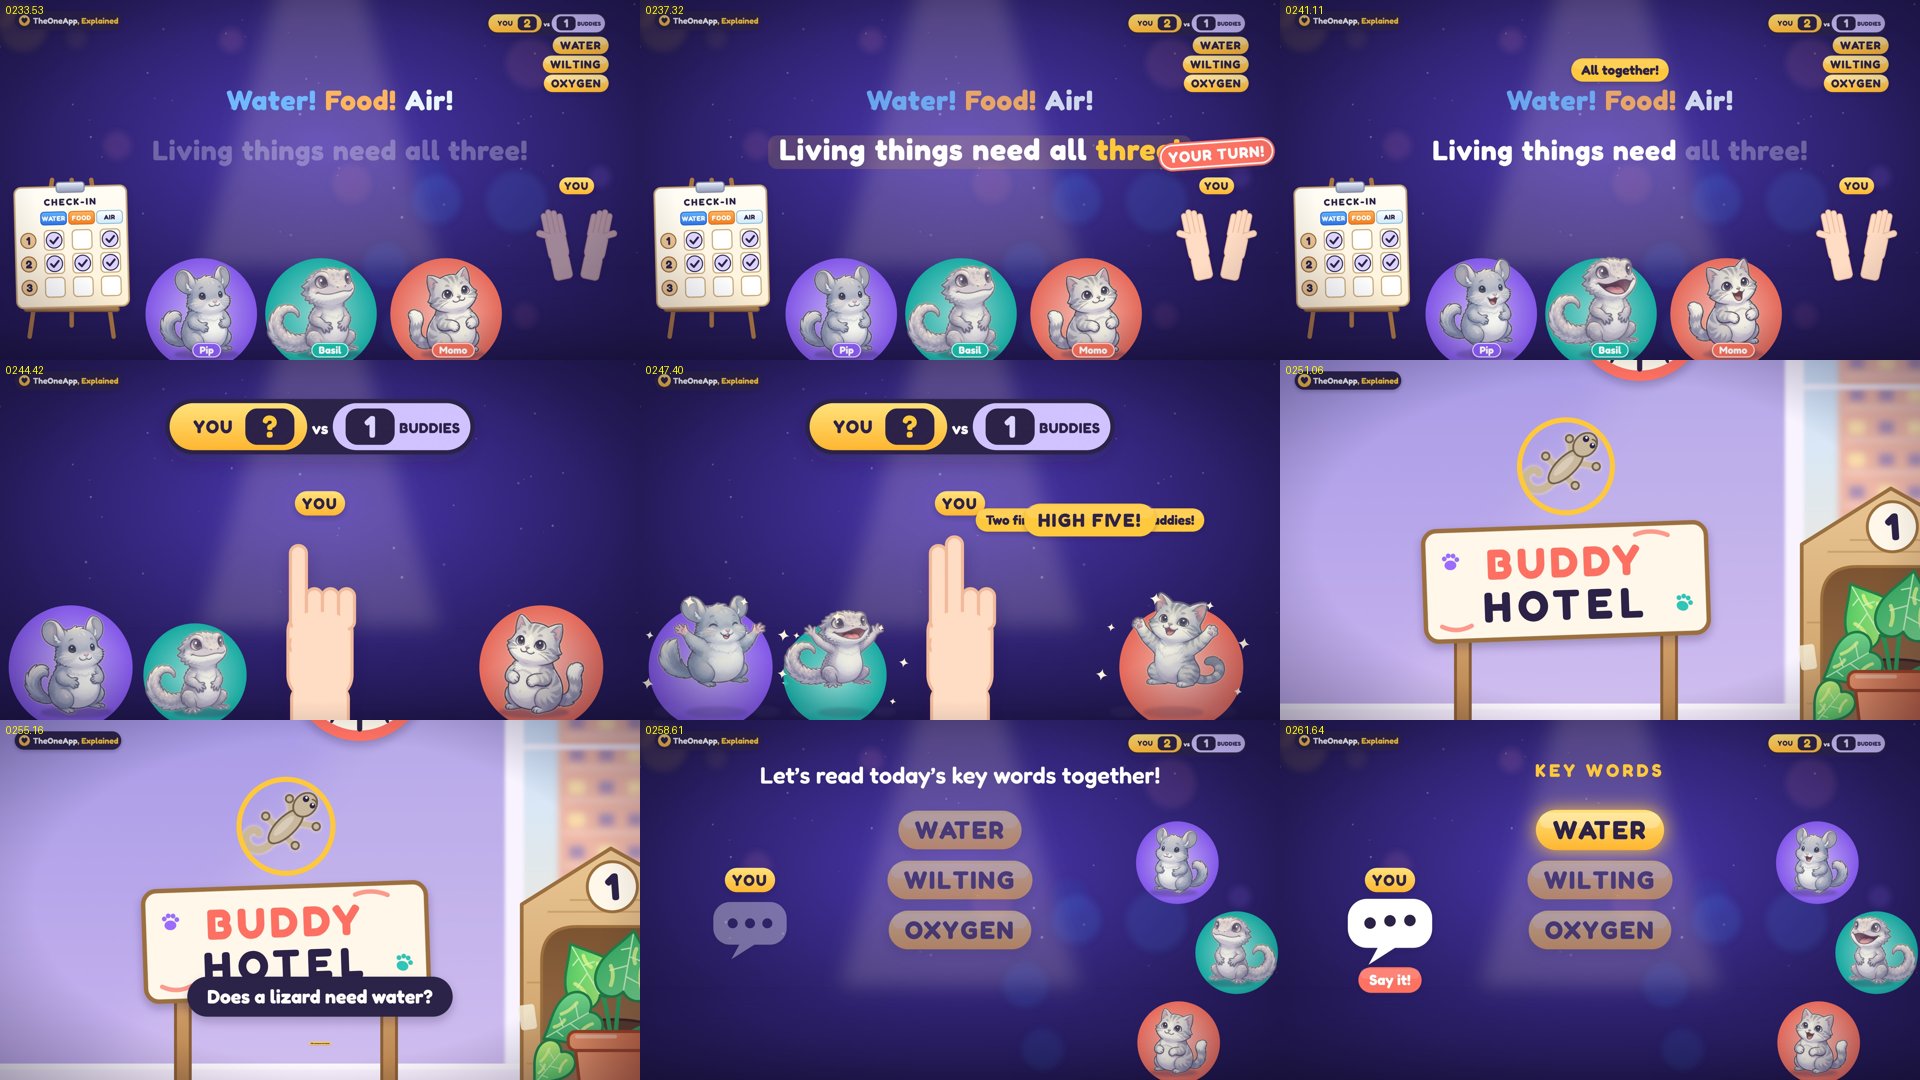 0233.53
TheOneApp, Explained
YOU 2 vs 1 BUDDIES
WATER
WILTING
OXYGEN
Water! Food! Air!
Living things need all three!
YOU
CHECK-IN
WATER FOOD AIR
1
2
3
Pip
Basil
Momo
0237.32
TheOneApp, Explained
YOU 2 vs 1 BUDDIES
WATER
WILTING
OXYGEN
Water! Food! Air!
Living things need all three!
YOUR TURN!
YOU
CHECK-IN
WATER FOOD AIR
1
2
3
Pip
Basil
Momo
0241.11
TheOneApp, Explained
YOU 2 vs 1 BUDDIES
WATER
WILTING
OXYGEN
All together!
Water! Food! Air!
Living things need all three!
YOU
CHECK-IN
WATER FOOD AIR
1
2
3
Pip
Basil
Momo
0244.42
TheOneApp, Explained
YOU ? vs 1 BUDDIES
YOU
0247.40
TheOneApp, Explained
YOU ? vs 1 BUDDIES
YOU
Two
HIGH FIVE!
0251.06
TheOneApp, Explained
1
BUDDY
HOTEL
0255.16
TheOneApp, Explained
1
BUDDY
HOTEL
Does a lizard need water?
0258.61
TheOneApp, Explained
YOU 2 vs 1 BUDDIES
Let's read today's key words together!
WATER
WILTING
OXYGEN
YOU
0261.64
TheOneApp, Explained
YOU 2 vs 1 BUDDIES
KEY WORDS
WATER
WILTING
OXYGEN
YOU
Say it!